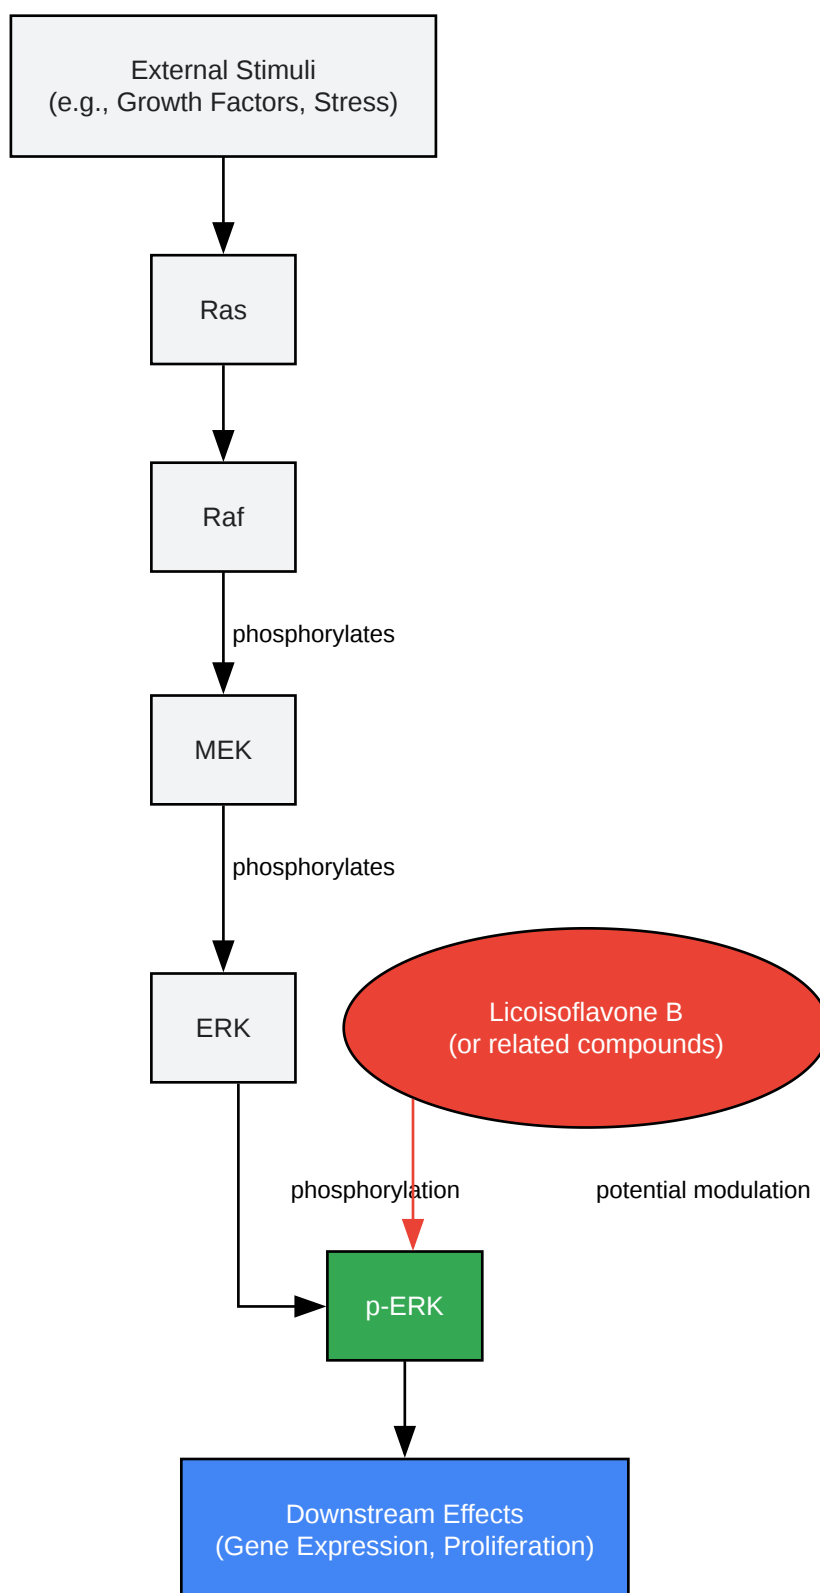 External Stimuli
(e.g., Growth Factors, Stress)
Ras
Raf
phosphorylates
MEK
phosphorylates
ERK
Licoisoflavone B
(or related compounds)
phosphorylation
potential modulation
p-ERK
Downstream Effects
(Gene Expression, Proliferation)